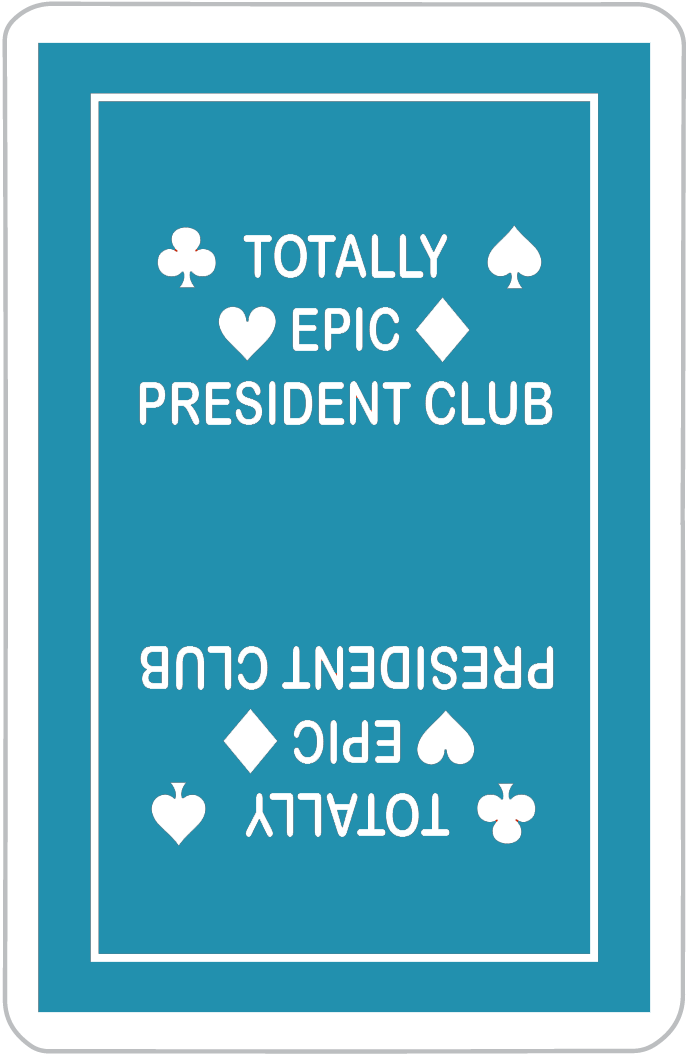 ♣ TOTALLY ♠
♥ EPIC ♦
PRESIDENT CLUB
PRESIDENT CLUB
♦ EPIC ♥
♠ TOTALLY ♣